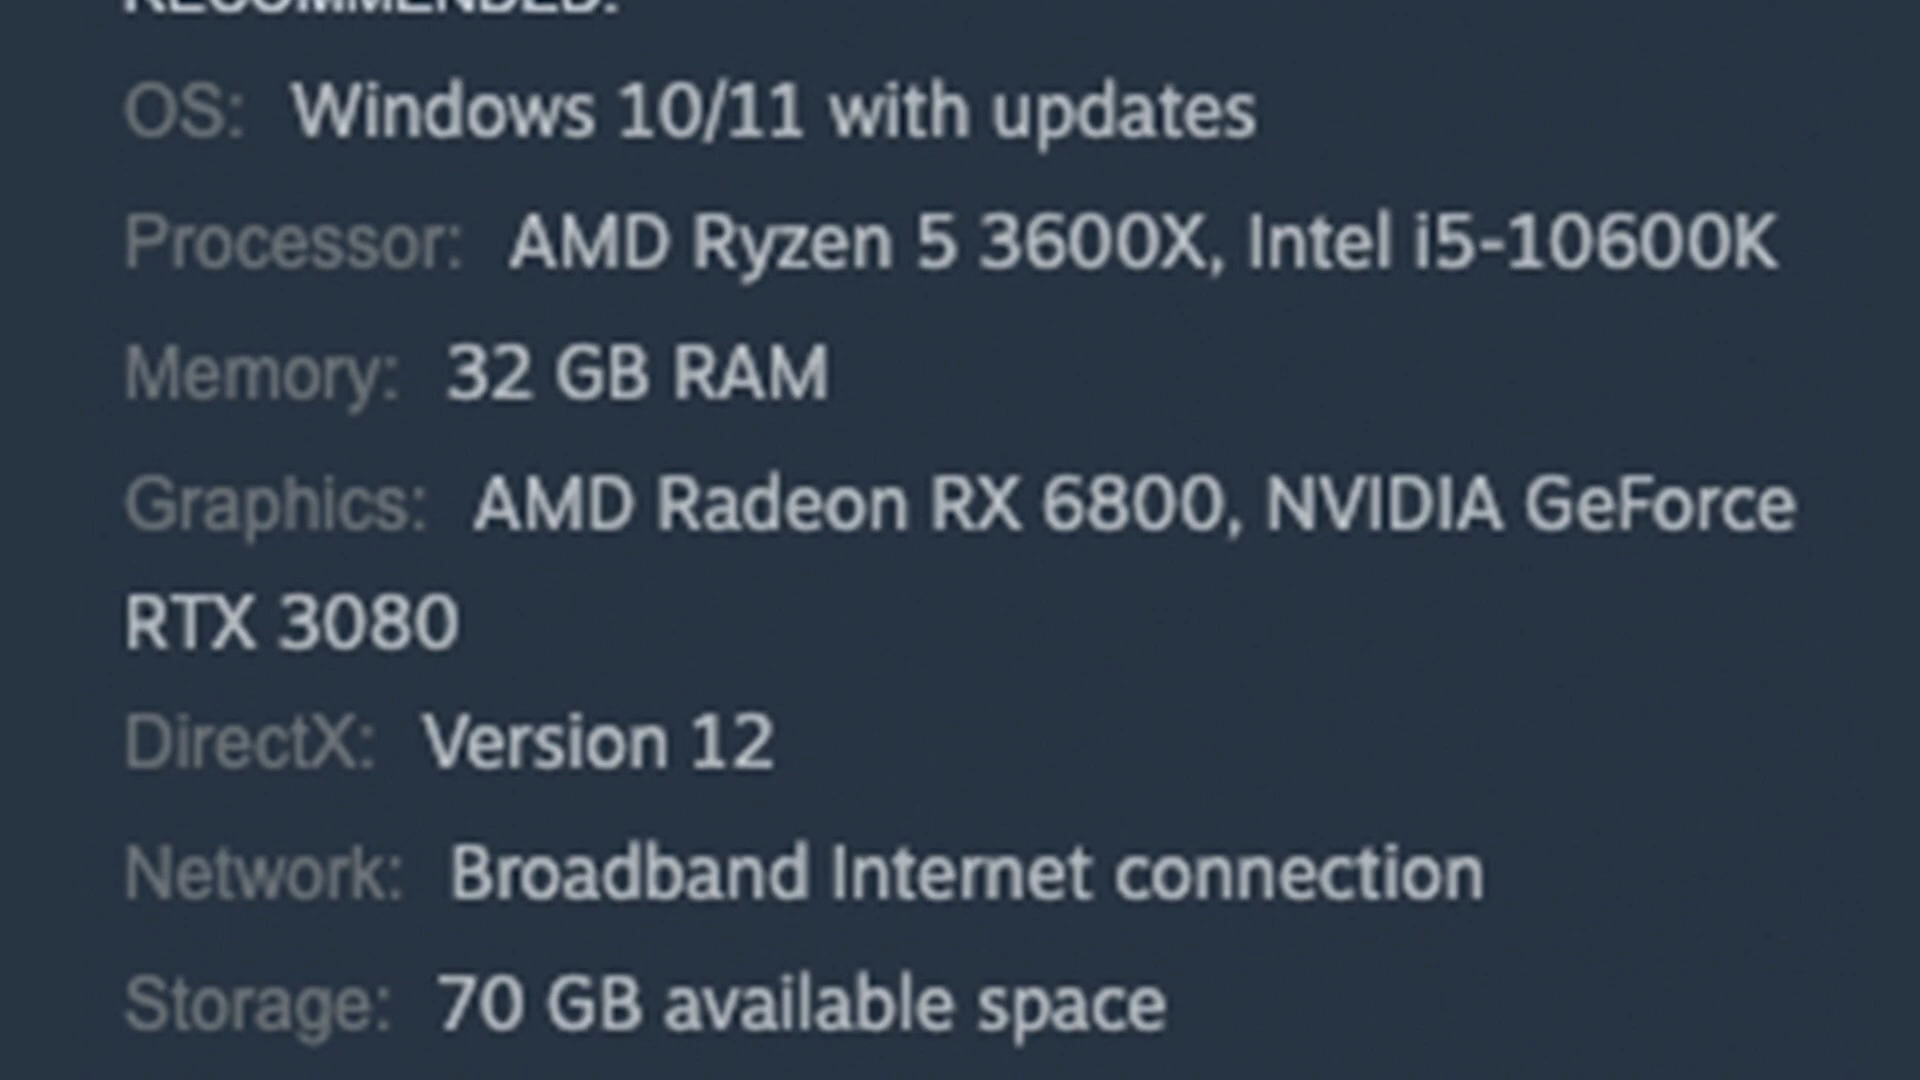 RECOMMENDED:
OS: Windows 10/11 with updates
Processor: AMD Ryzen 5 3600X, Intel i5-10600K
Memory: 32 GB RAM
Graphics: AMD Radeon RX 6800, NVIDIA GeForce
RTX 3080
DirectX: Version 12
Network: Broadband Internet connection
Storage: 70 GB available space